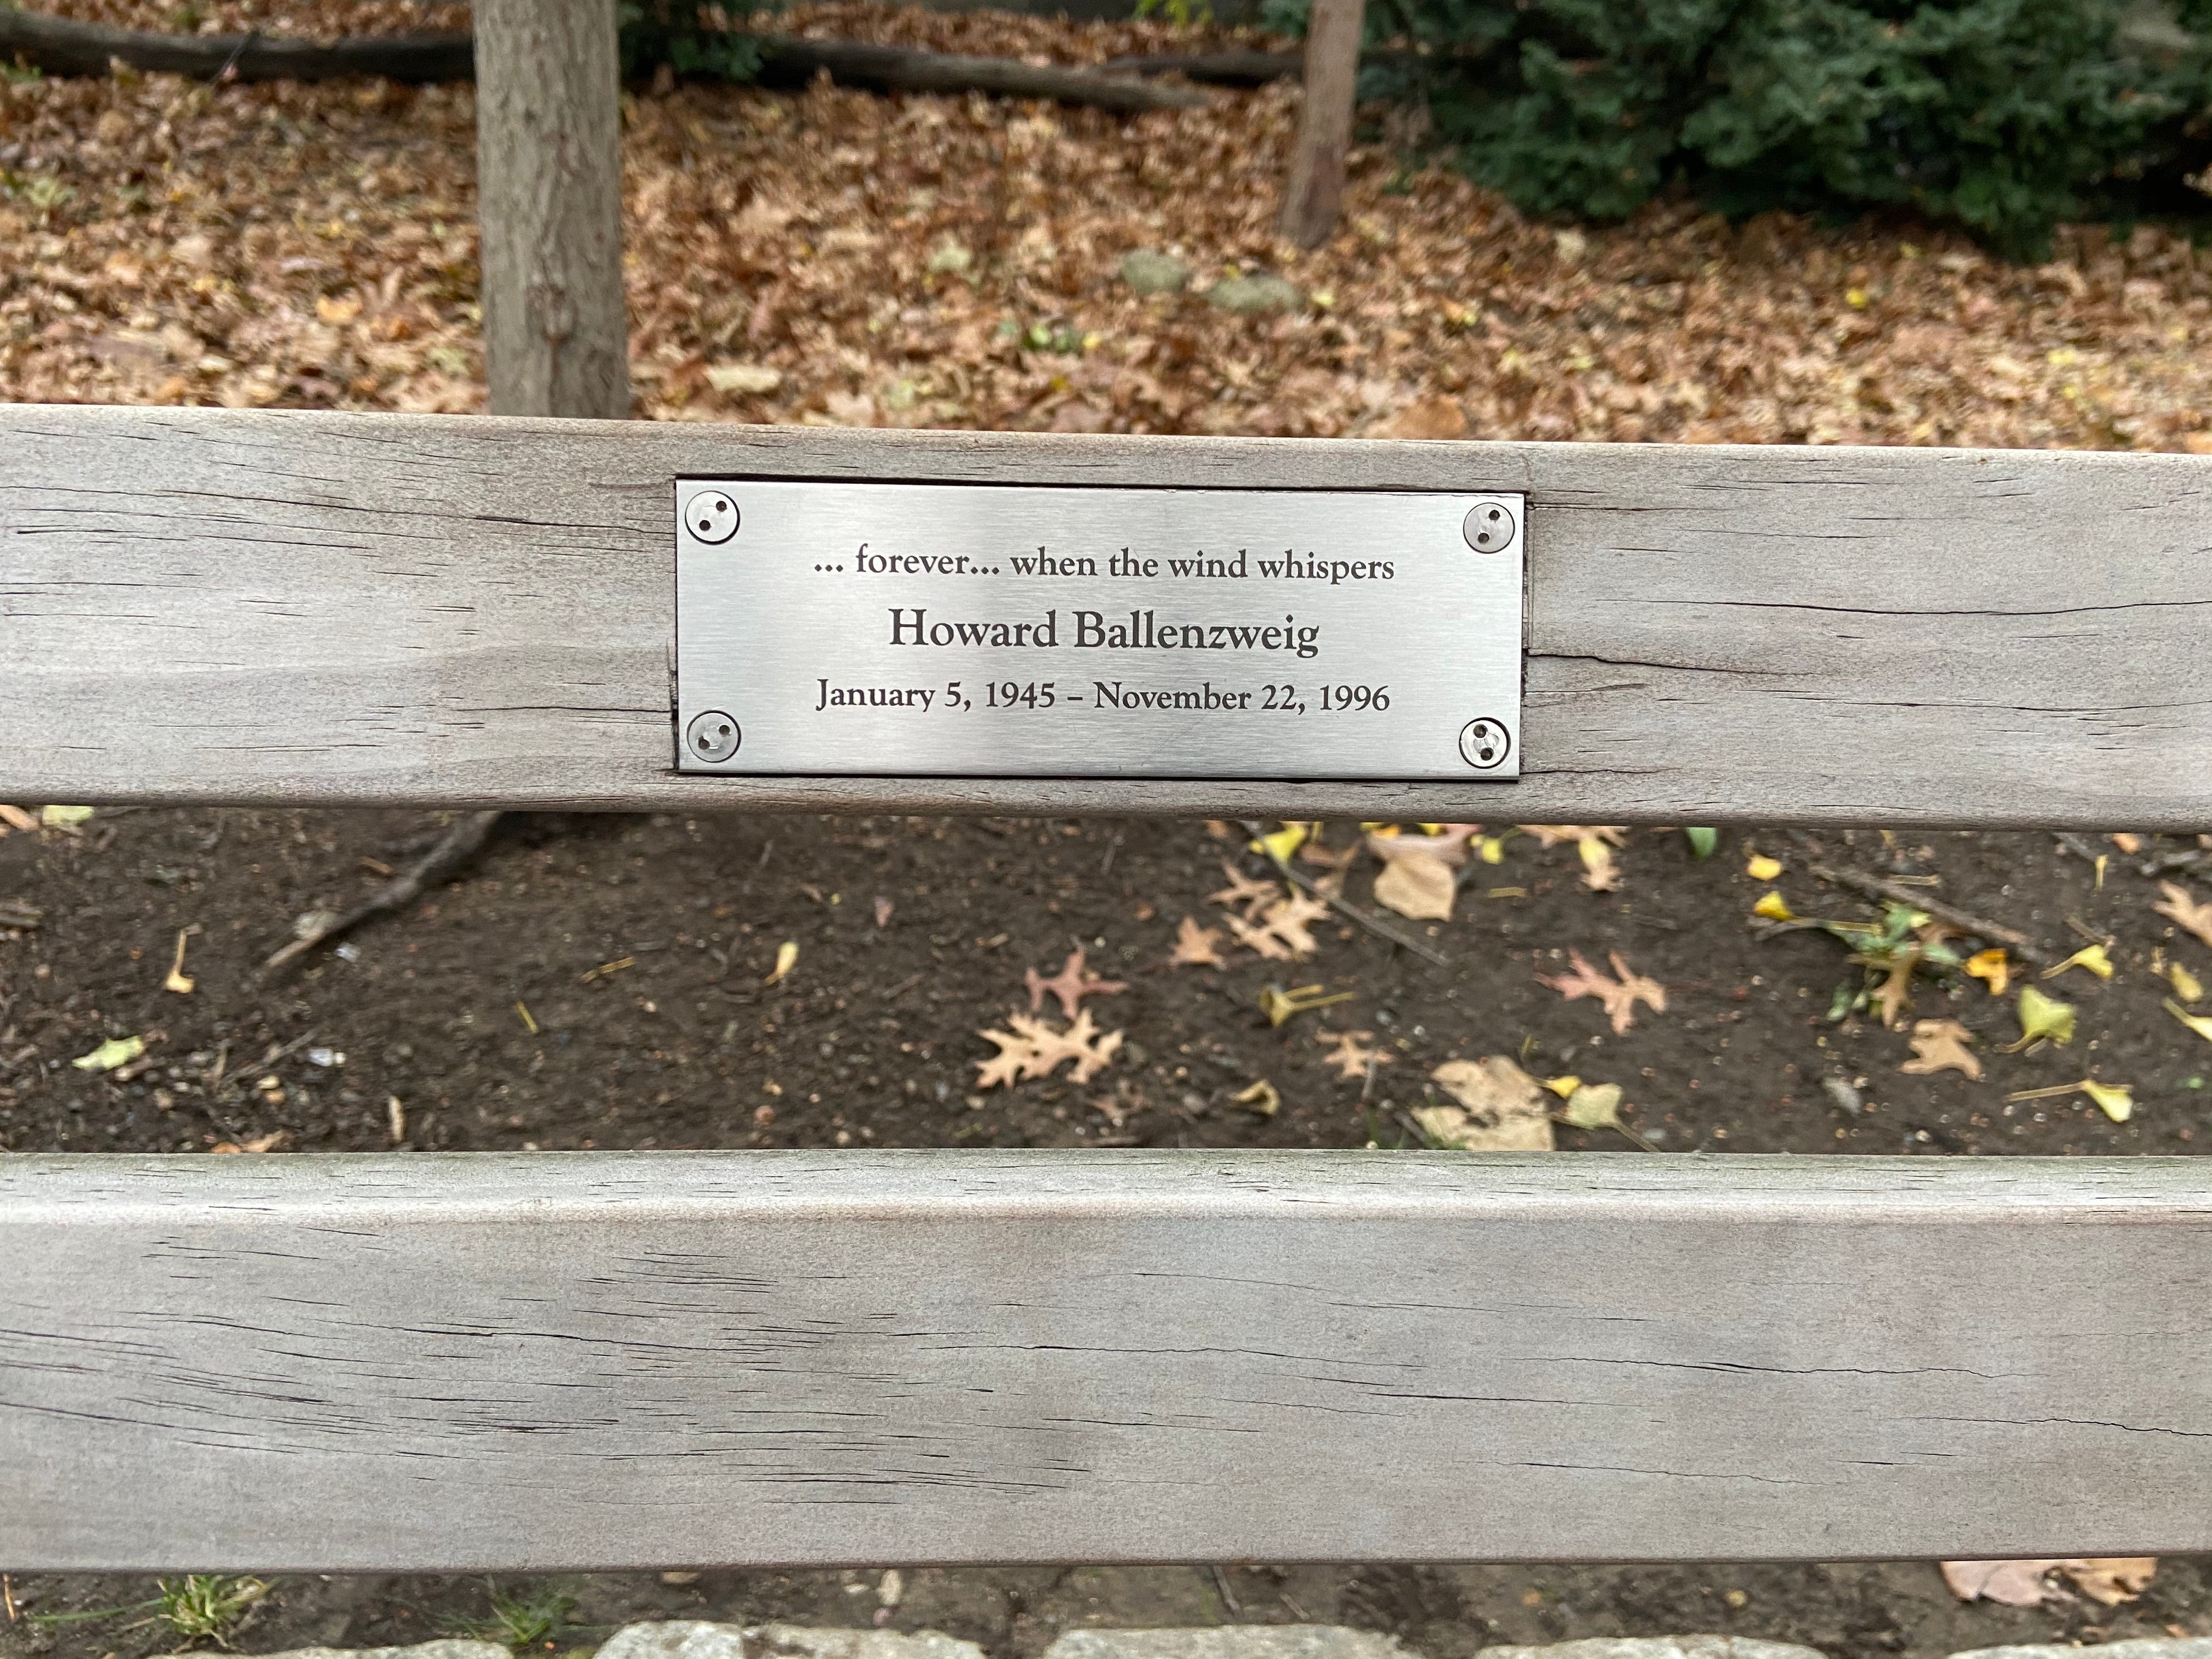 ... forever... when the wind whispers
Howard Ballenzweig
January 5, 1945 – November 22, 1996